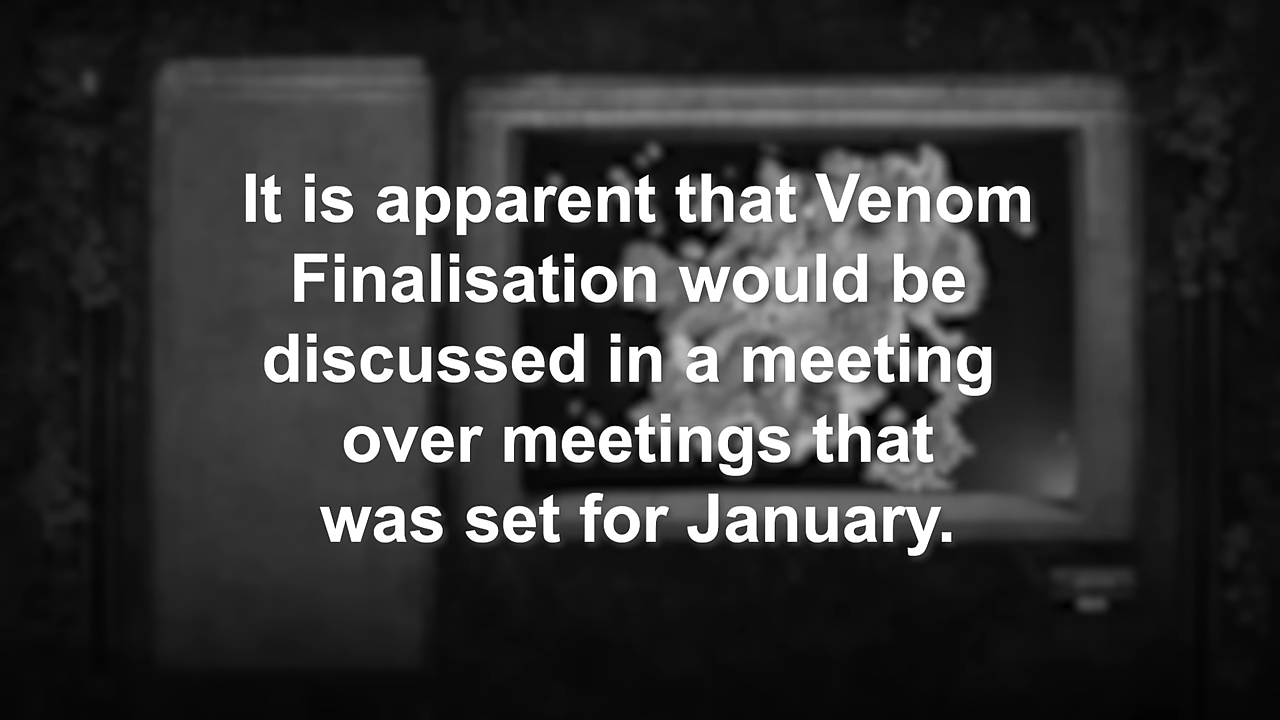 It is apparent that Venom
Finalisation would be
discussed in a meeting
over meetings that
was set for January.